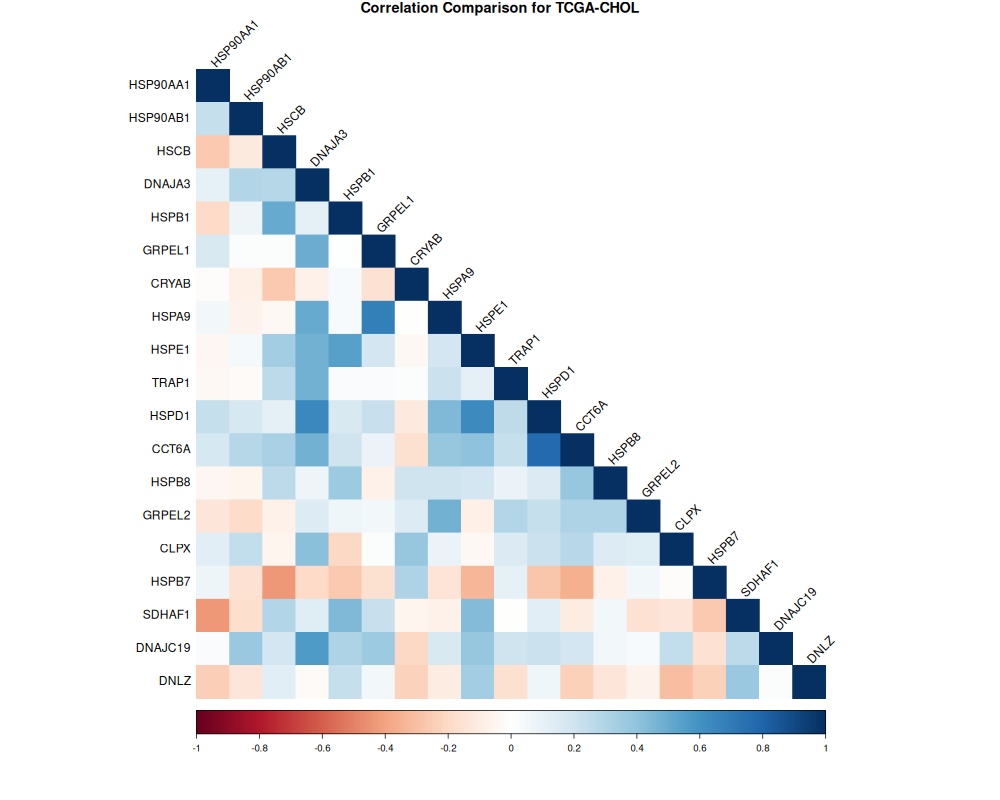 Correlation Comparison for TCGA-CHOL
HSP90AA1
HSP90AB1
HSCB
DNAJA3
HSPB1
GRPEL1
CRYAB
HSPA9
HSPE1
TRAP1
HSPD1
CCT6A
HSPB8
GRPEL2
CLPX
HSPB7
SDHAF1
DNAJC19
DNLZ
HSP90AA1
HSP90AB1
HSCB
DNAJA3
HSPB1
GRPEL1
CRYAB
HSPA9
HSPE1
TRAP1
HSPD1
CCT6A
HSPB8
GRPEL2
CLPX
HSPB7
SDHAF1
DNAJC19
DNLZ
-1 -0.8 -0.6 -0.4 -0.2 0 0.2 0.4 0.6 0.8 1